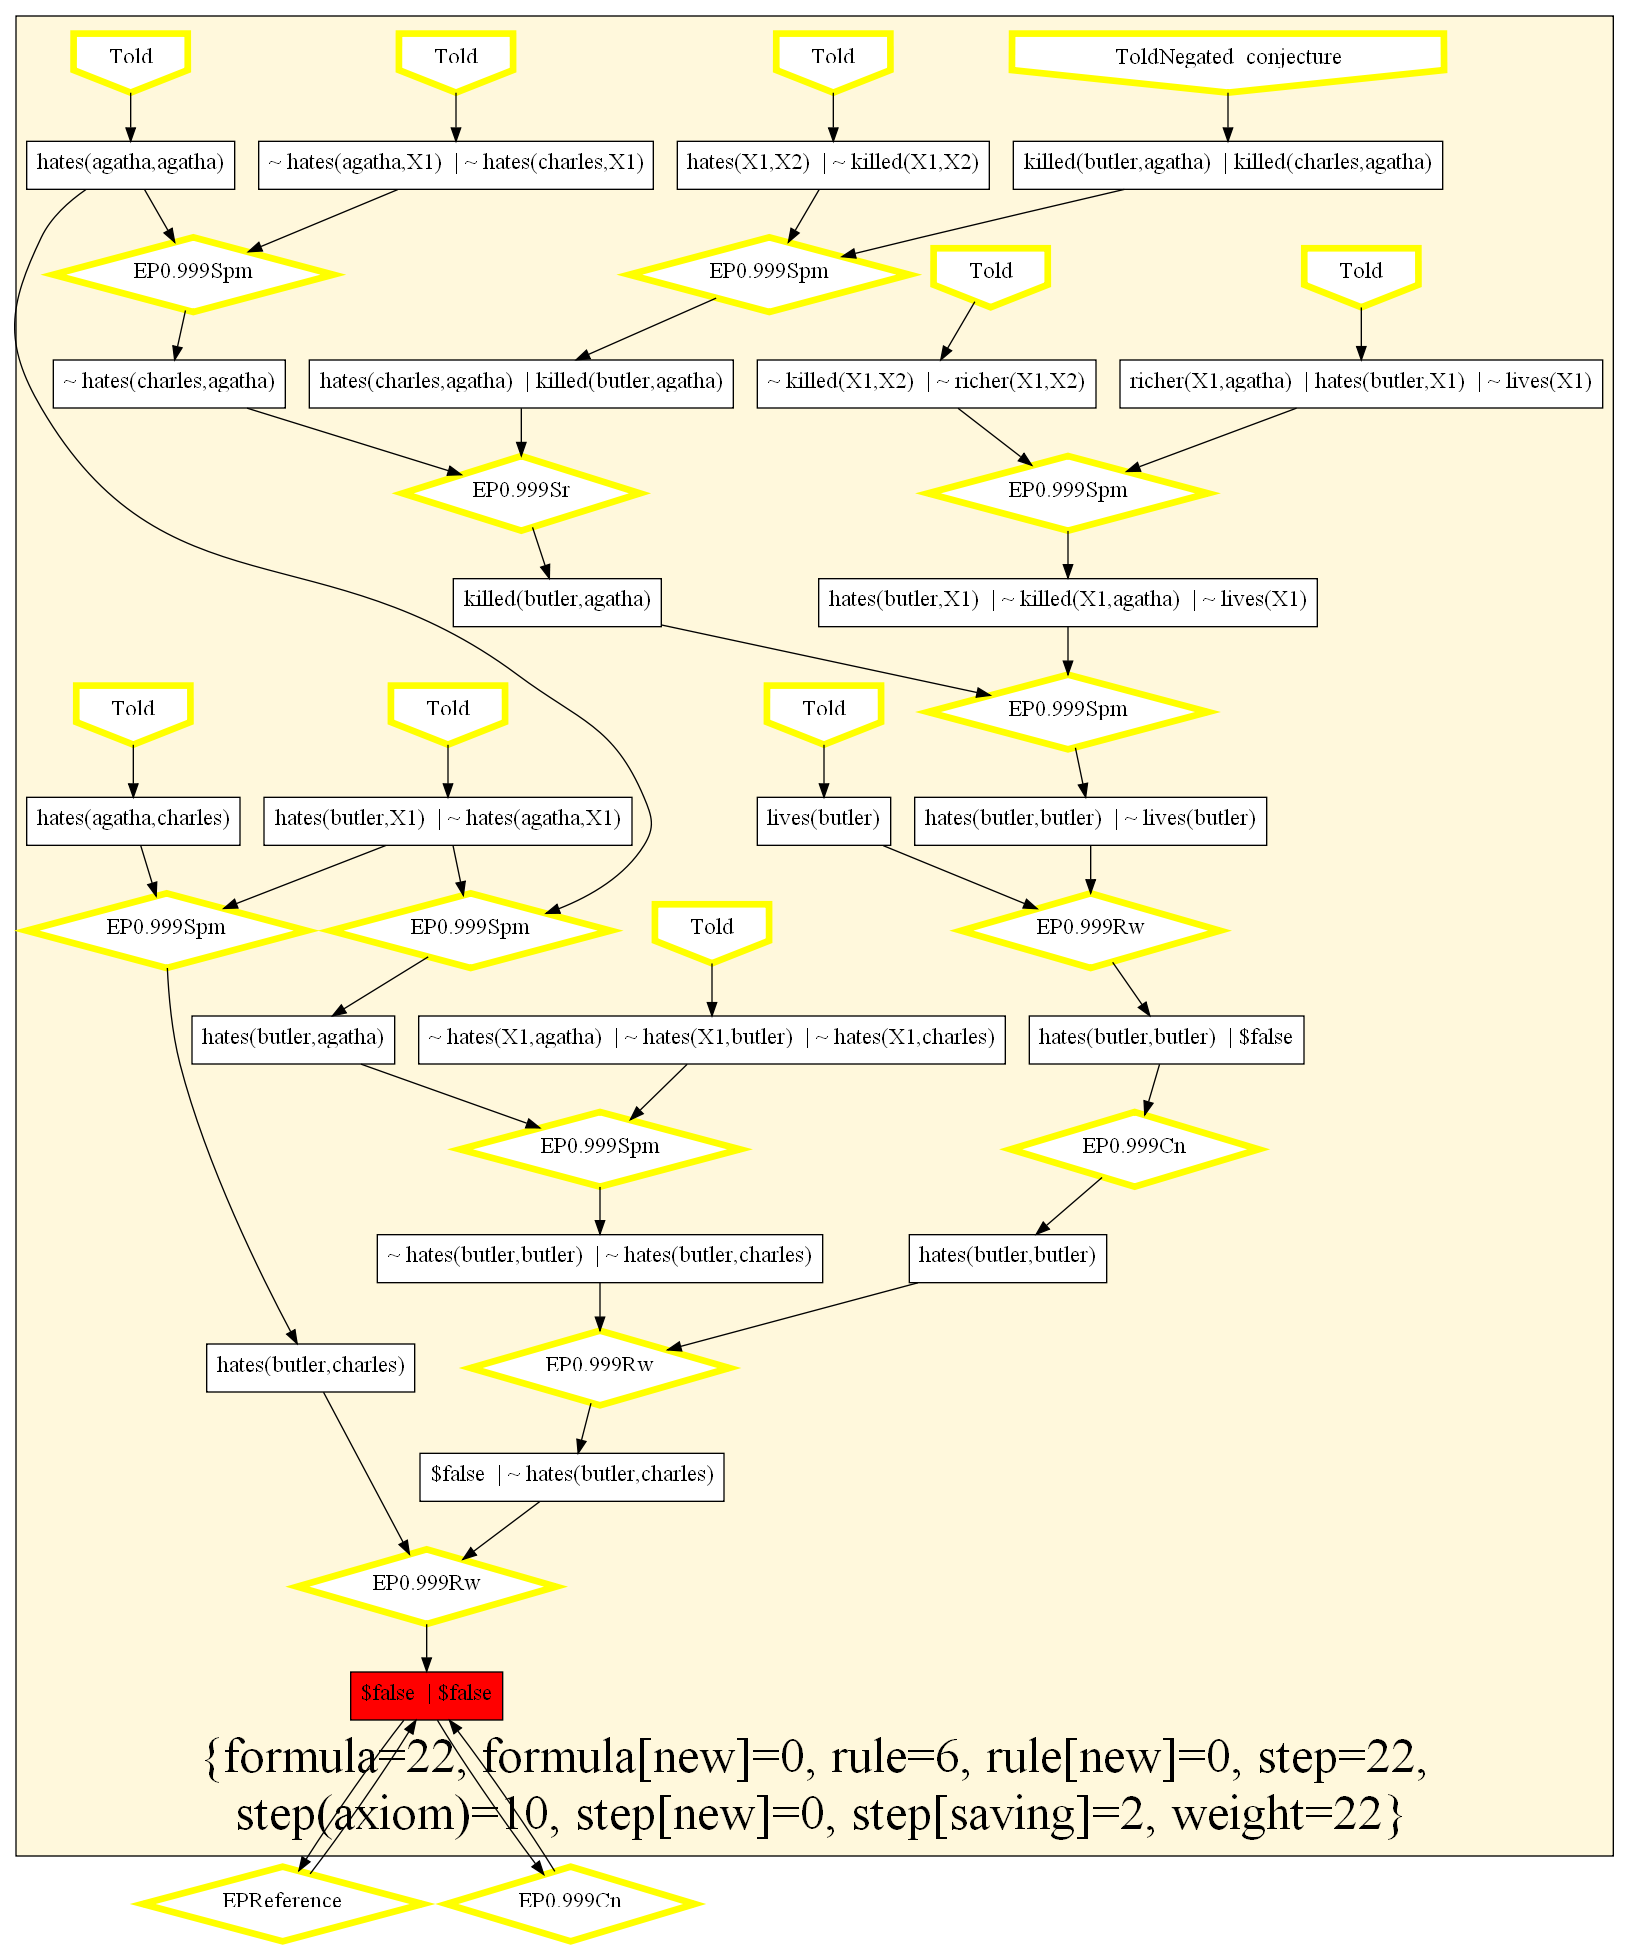 Told
Told
Told
ToldNegated conjecture
hates(agatha,agatha)
~ hates(agatha,X1) | ~ hates(charles,X1)
hates(X1,X2) | ~ killed(X1,X2)
killed(butler,agatha) | killed(charles,agatha)
EP0.999Spm
EP0.999Spm
Told
Told
~ hates(charles,agatha)
hates(charles,agatha) | killed(butler,agatha)
~ killed(X1,X2) | ~ richer(X1,X2)
richer(X1,agatha) | hates(butler,X1) | ~ lives(X1)
EP0.999Sr
EP0.999Spm
killed(butler,agatha)
hates(butler,X1) | ~ killed(X1,agatha) | ~ lives(X1)
Told
Told
Told
EP0.999Spm
hates(agatha,charles)
hates(butler,X1) | ~ hates(agatha,X1)
lives(butler)
hates(butler,butler) | ~ lives(butler)
EP0.999Spm
EP0.999Spm
Told
EP0.999Rw
hates(butler,agatha)
~ hates(X1,agatha) | ~ hates(X1,butler) | ~ hates(X1,charles)
hates(butler,butler) | $false
EP0.999Spm
EP0.999Cn
~ hates(butler,butler) | ~ hates(butler,charles)
hates(butler,butler)
hates(butler,charles)
EP0.999Rw
$false | ~ hates(butler,charles)
EP0.999Rw
$false | $false
{formula=22, formula[new]=0, rule=6, rule[new]=0, step=22,
step(axiom)=10, step[new]=0, step[saving]=2, weight=22}
EPReference
EP0.999Cn